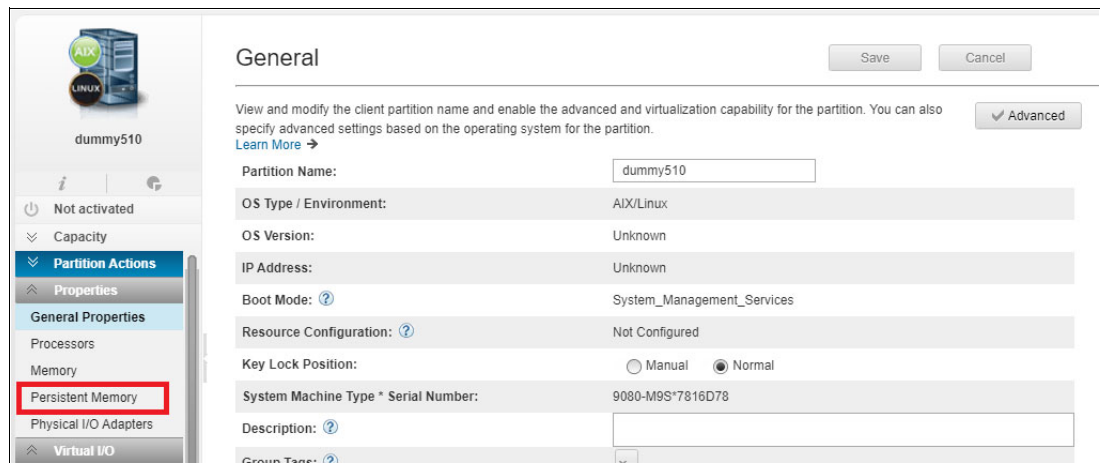 AIX
LINUX
dummy510
i
Not activated
Capacity
Partition Actions
Properties
General Properties
Processors
Memory
Persistent Memory
Physical I/O Adapters
Virtual I/O
General
Save
Cancel
View and modify the client partition name and enable the advanced and virtualization capability for the partition. You can also
specify advanced settings based on the operating system for the partition.
Advanced
Learn More →
Partition Name: dummy510
OS Type / Environment: AIX/Linux
OS Version: Unknown
IP Address: Unknown
Boot Mode: ? System_Management_Services
Resource Configuration: ? Not Configured
Key Lock Position: Manual Normal
System Machine Type * Serial Number: 9080-M9S*7816D78
Description: ?
Group Tags: ?